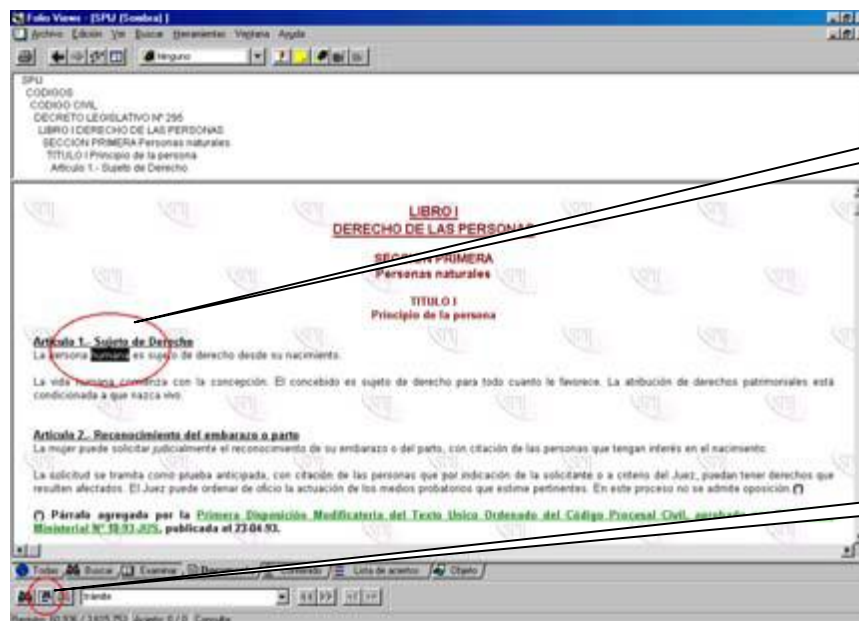 Folio Views - [SPIJ (Sombra)]
Archivo Edición Ver Buscar Herramientas Ventana Ayuda
Ninguno
SPIJ
CODIGOS
CODIGO CIVIL
DECRETO LEGISLATIVO Nº 295
LIBRO I DERECHO DE LAS PERSONAS
SECCION PRIMERA Personas naturales
TITULO I Principio de la persona
Artículo 1.- Sujeto de Derecho
LIBRO I
DERECHO DE LAS PERSONAS
SECCION PRIMERA
Personas naturales
TITULO I
Principio de la persona
Artículo 1.- Sujeto de Derecho
La persona humana es sujeto de derecho desde su nacimiento.
La vida humana comienza con la concepción. El concebido es sujeto de derecho para todo cuanto le favorece. La atribución de derechos patrimoniales está
condicionada a que nazca vivo.
Artículo 2.- Reconocimiento del embarazo o parto
La mujer puede solicitar judicialmente el reconocimiento de su embarazo o del parto, con citación de las personas que tengan interés en el nacimiento.
La solicitud se tramita como prueba anticipada, con citación de las personas que por indicación de la solicitante o a criterio del Juez, puedan tener derechos que
resulten afectados. El Juez puede ordenar de oficio la actuación de los medios probatorios que estime pertinentes. En este proceso no se admite oposición (*)
(*) Párrafo agregado por la Primera Disposición Modificatoria del Texto Unico Ordenado del Código Procesal Civil, aprobado
Ministerial Nº 10-93-JUS, publicada el 23.04.93.
Todas Buscar Examinar Documento Contenido Lista de aciertos Objeto
trámite
Acierto: 0 / 0 Consulta: